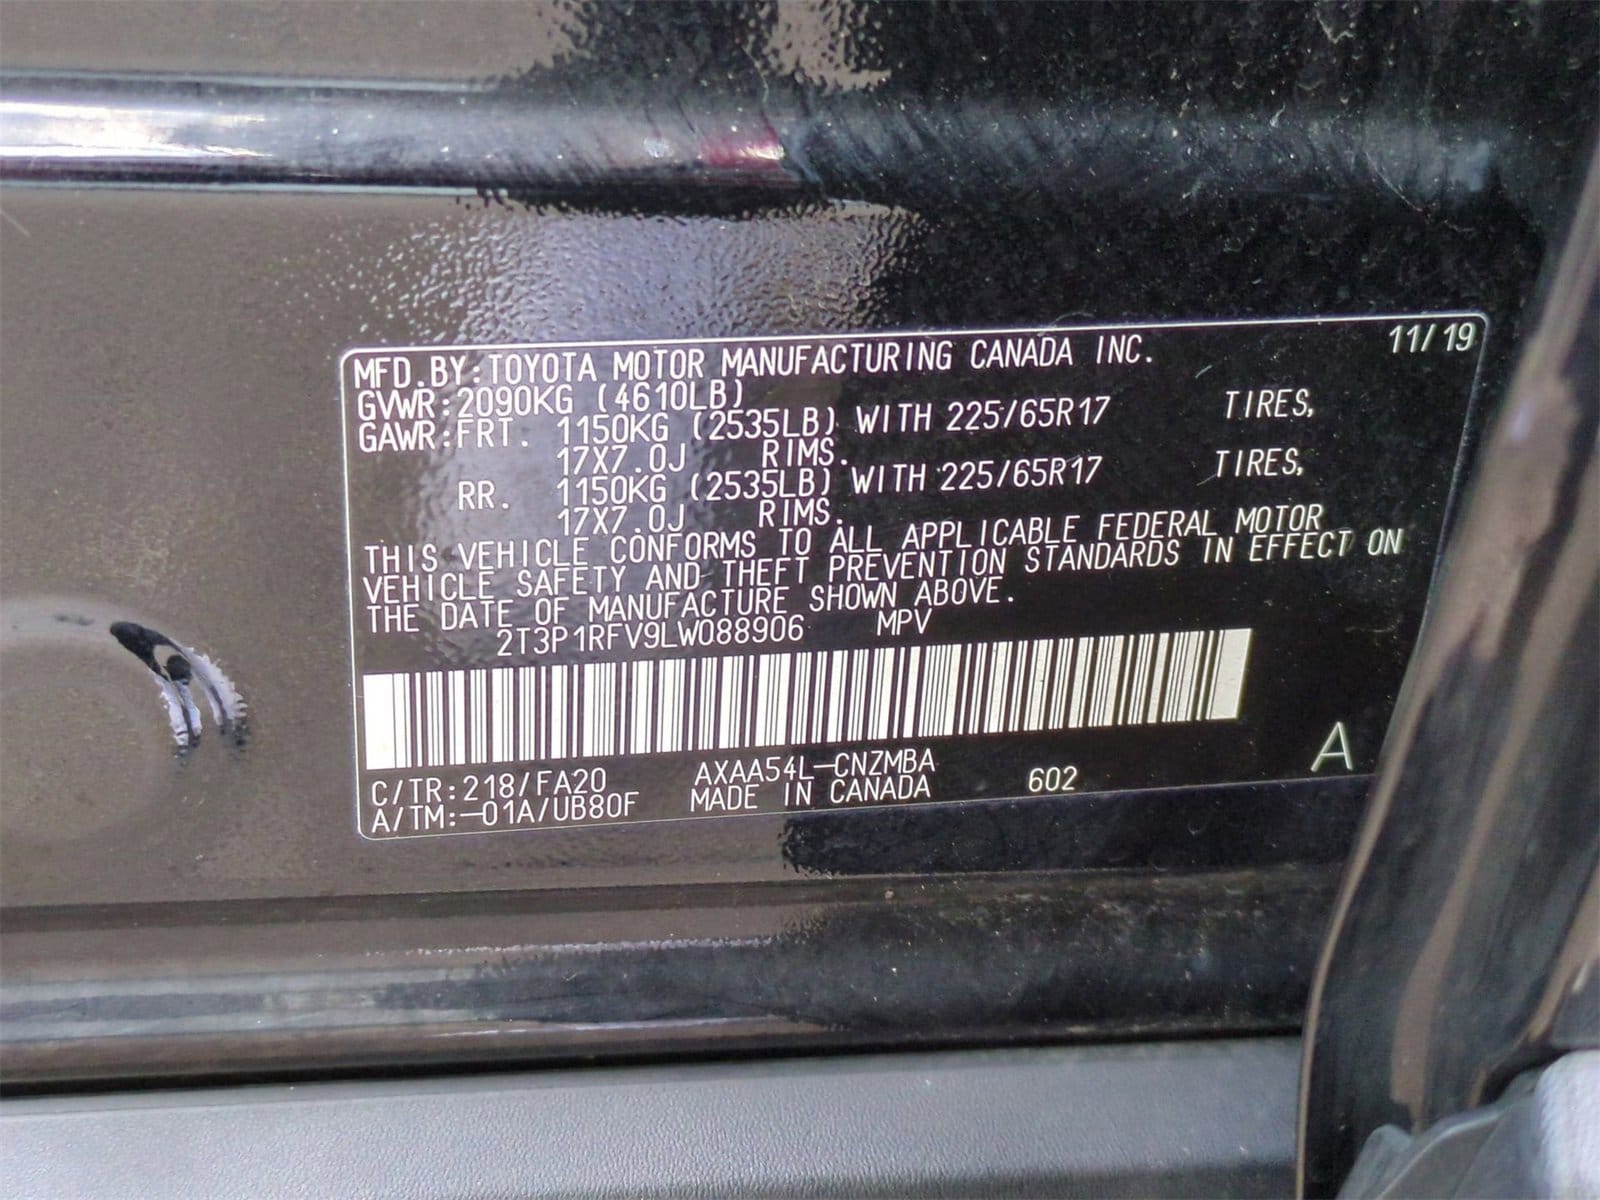 11/19
MFD.BY:TOYOTA MOTOR MANUFACTURING CANADA INC.
GVWR:2090KG (4610LB)
GAWR:FRT. 1150KG (2535LB) WITH 225/65R17 TIRES,
17X7.0J RIMS.
RR. 1150KG (2535LB) WITH 225/65R17 TIRES,
17X7.0J RIMS.
THIS VEHICLE CONFORMS TO ALL APPLICABLE FEDERAL MOTOR
VEHICLE SAFETY AND THEFT PREVENTION STANDARDS IN EFFECT ON
THE DATE OF MANUFACTURE SHOWN ABOVE.
2T3P1RFV9LW088906 MPV
C/TR:218/FA20 AXAA54L-CNZMBA 602 A
A/TM:-01A/UB80F MADE IN CANADA